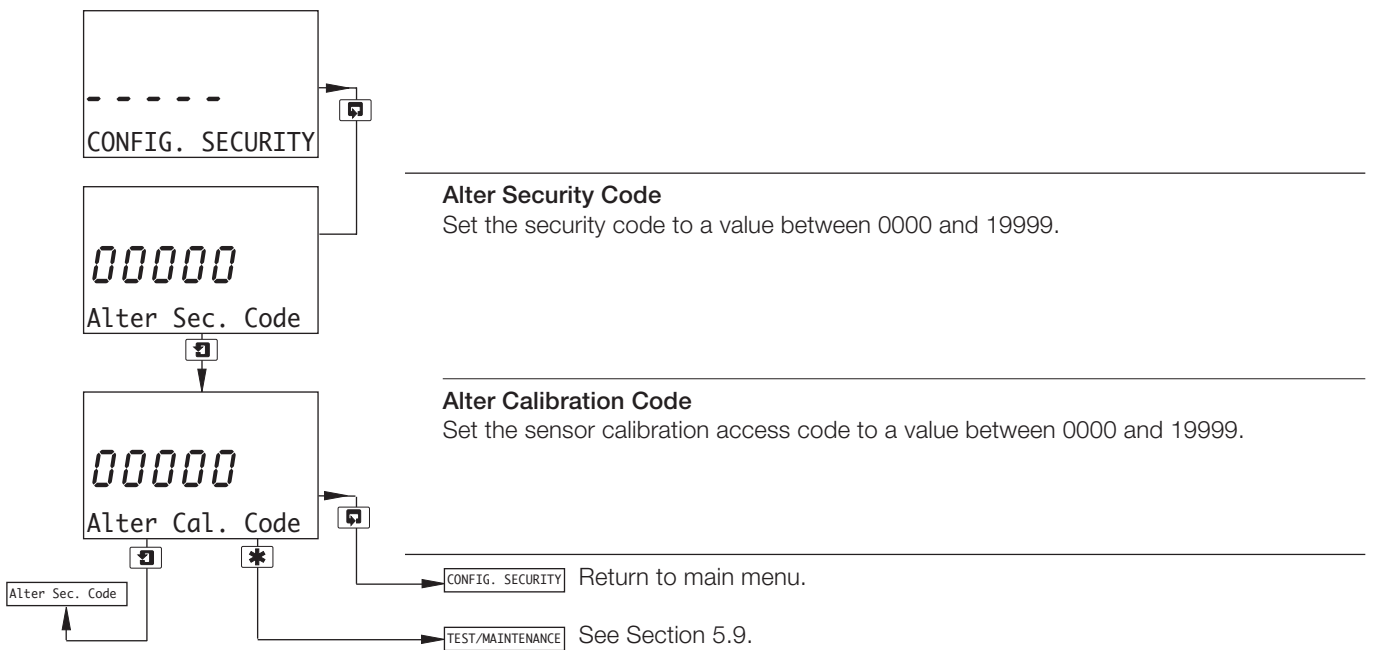 - - - - -
CONFIG. SECURITY
Alter Security Code
Set the security code to a value between 0000 and 19999.
00000
Alter Sec. Code
Alter Calibration Code
Set the sensor calibration access code to a value between 0000 and 19999.
00000
Alter Cal. Code
CONFIG. SECURITY Return to main menu.
Alter Sec. Code
TEST/MAINTENANCE See Section 5.9.